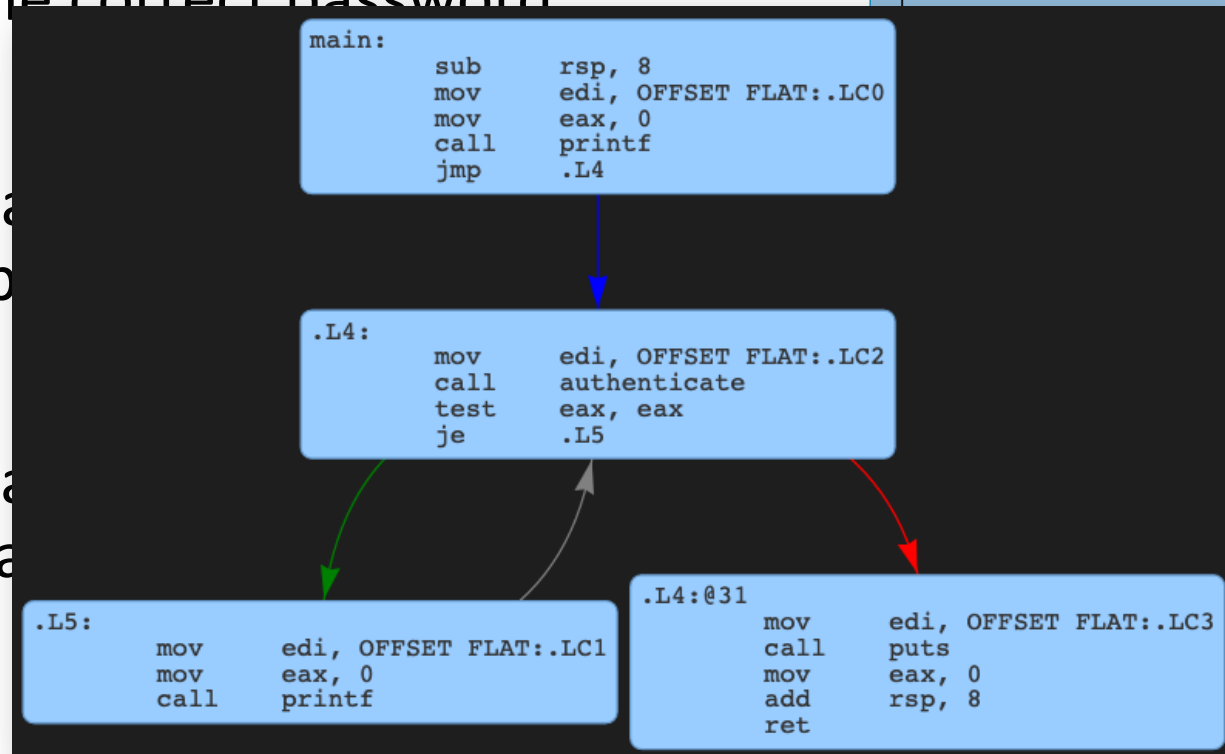 correct password
main:
sub rsp, 8
mov edi, OFFSET FLAT:.LC0
mov eax, 0
call printf
jmp .L4
.L4:
mov edi, OFFSET FLAT:.LC2
call authenticate
test eax, eax
je .L5
.L5:
mov edi, OFFSET FLAT:.LC1
mov eax, 0
call printf
.L4:@31
mov edi, OFFSET FLAT:.LC3
call puts
mov eax, 0
add rsp, 8
ret